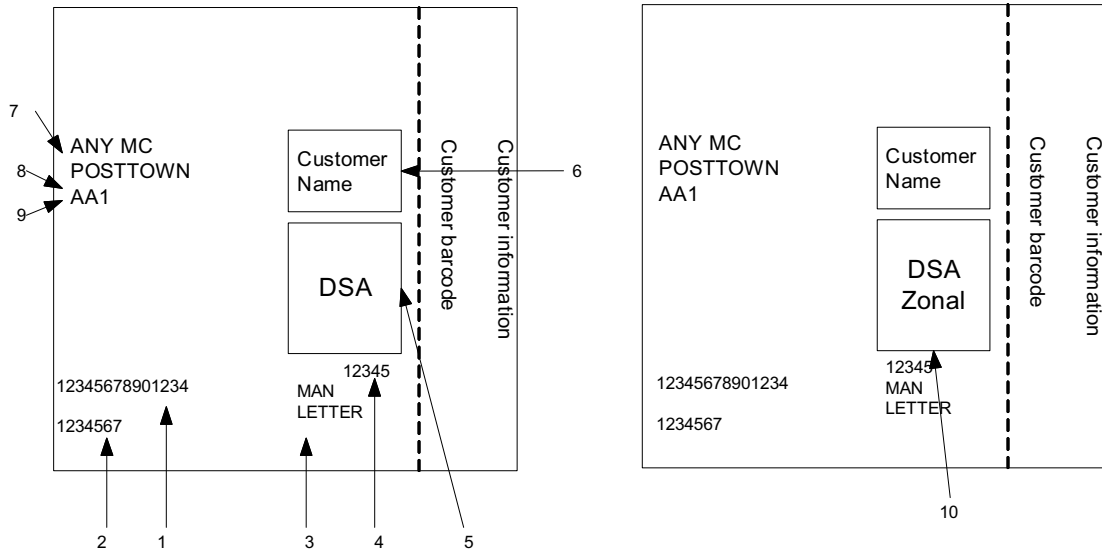 7
ANY MC
POSTTOWN
AA1
8
9
Customer
Name
6
DSA
Customer barcode
Customer information
12345
12345678901234
MAN
LETTER
1234567
2
1
3
4
5
ANY MC
POSTTOWN
AA1
Customer
Name
DSA
Zonal
Customer barcode
Customer information
12345
12345678901234
MAN
LETTER
1234567
10